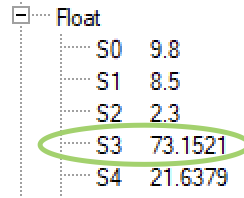 Float
S0 9.8
S1 8.5
S2 2.3
S3 73.1521
S4 21.6379